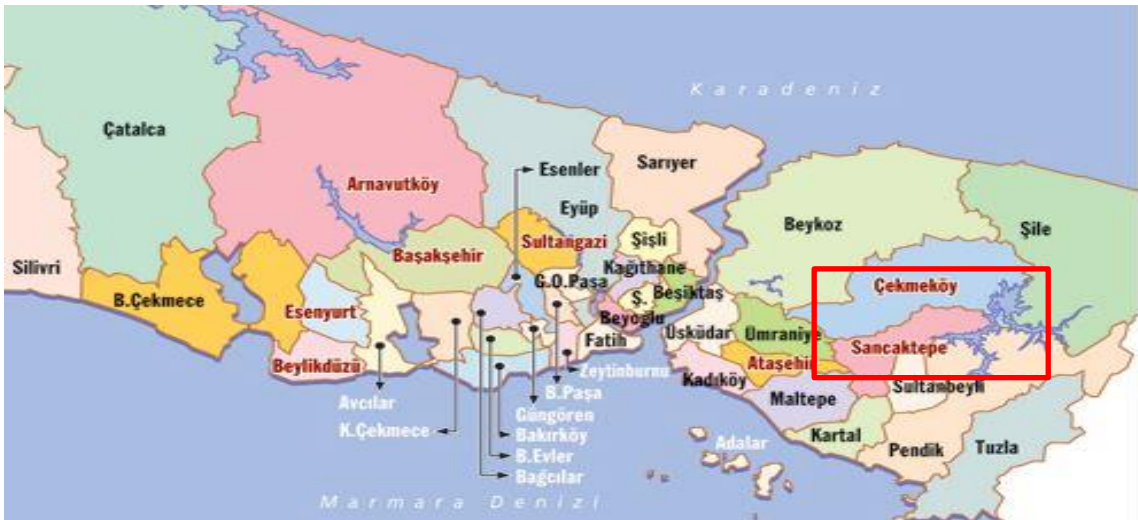 Karadeniz
Çatalca
Esenler
Sarıyer
Arnavutköy
Eyüp
Beykoz
Şile
Sultangazi
Şişli
Başakşehir
Silivri
Kağıthane
G.O.Paşa
Çekmeköy
B.Çekmece
Ş.
Beşiktaş
Esenyurt
Beyoğlu
Üsküdar
Ümraniye
Fatih
Sancaktepe
Beylikdüzü
Zeytinburnu
Ataşehir
Kadıköy
Sultanbeyli
B.Paşa
Maltepe
Avcılar
Güngören
K.Çekmece
Bakırköy
Kartal
Adalar
Pendik
Tuzla
B.Evler
Bağcılar
Marmara Denizi